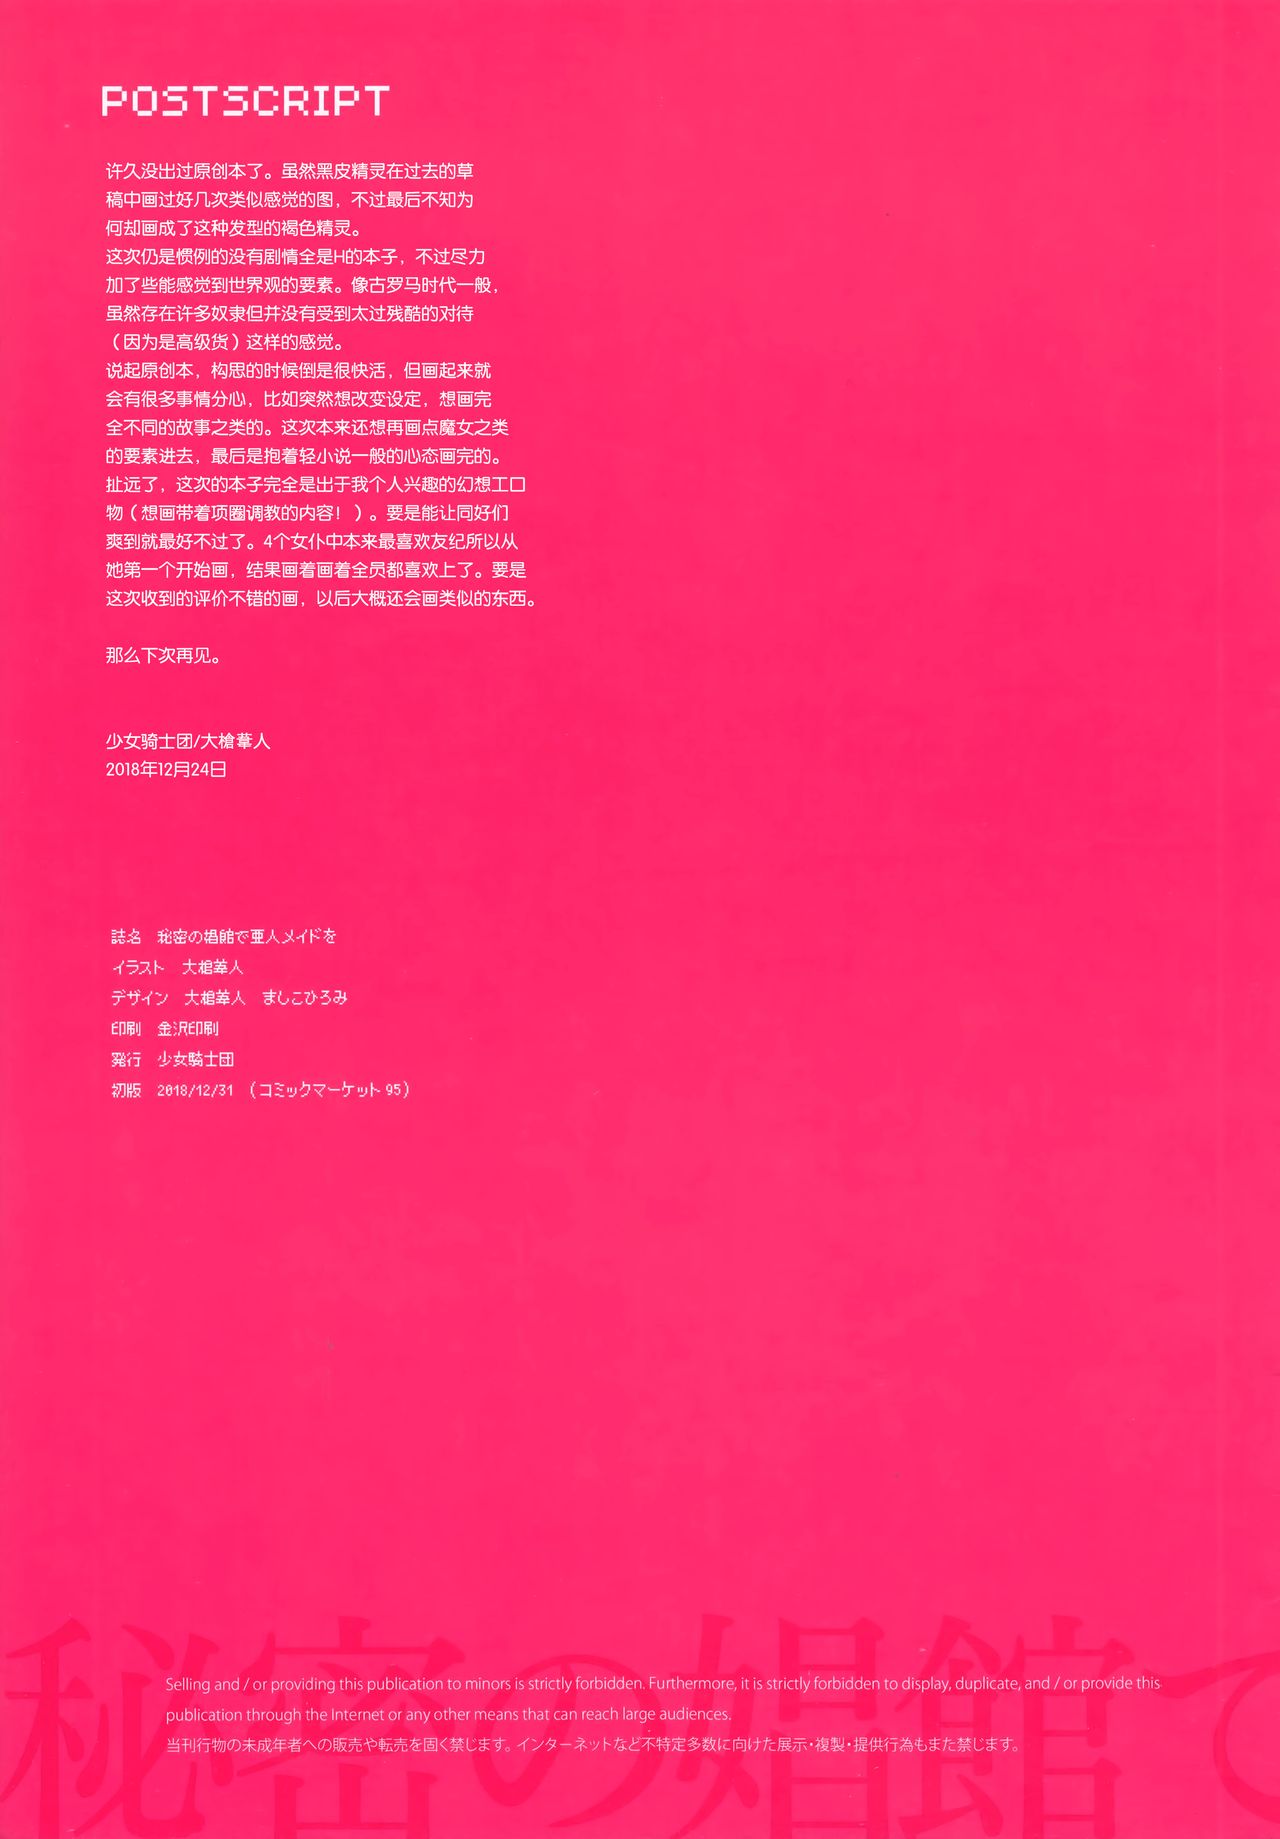 POSTSCRIPT
许久没出过原创本了。虽然黑皮精灵在过去的草
稿中画过好几次类似感觉的图，不过最后不知为
何却画成了这种发型的褐色精灵。
这次仍是惯例的没有剧情全是H的本子，不过尽力
加了些能感觉到世界观的要素。像古罗马时代一般，
虽然存在许多奴隶但并没有受到太过残酷的对待
（因为是高级货）这样的感觉。
说起原创本，构思的时候倒是很快活，但画起来就
会有很多事情分心，比如突然想改变设定，想画完
全不同的故事之类的。这次本来还想再画点魔女之类
的要素进去，最后是抱着轻小说一般的心态画完的。
扯远了，这次的本子完全是出于我个人兴趣的幻想工口
物（想画带着项圈调教的内容！）。要是能让同好们
爽到就最好不过了。4个女仆中本来最喜欢友纪所以从
她第一个开始画，结果画着画着全员都喜欢上了。要是
这次收到的评价不错的画，以后大概还会画类似的东西。
那么下次再见。
少女骑士团/大槍葦人
2018年12月24日
誌名　秘密の娼館で亜人メイドを
イラスト　大槍葦人
デザイン　大槍葦人　ましこひろみ
印刷　金沢印刷
発行　少女騎士団
初版　2018/12/31　（コミックマーケット95）
秘密の娼館で
Selling and / or providing this publication to minors is strictly forbidden. Furthermore, it is strictly forbidden to display, duplicate, and / or provide this
publication through the Internet or any other means that can reach large audiences.
当刊行物の未成年者への販売や転売を固く禁じます。インターネットなど不特定多数に向けた展示・複製・提供行為もまた禁じます。